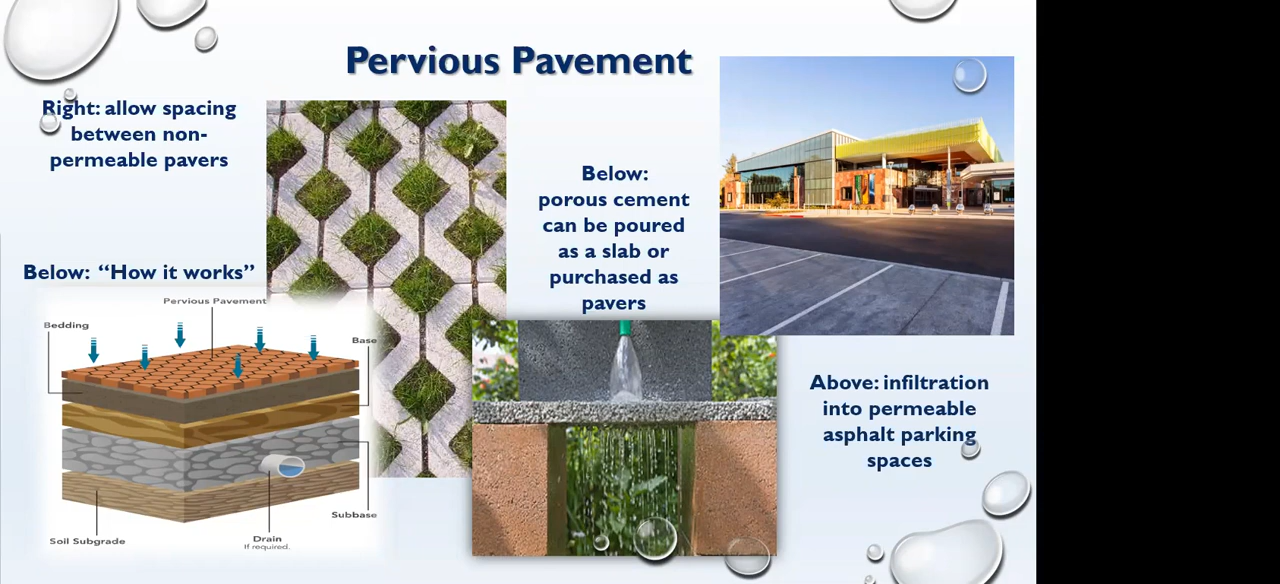 Pervious Pavement
Right: allow spacing
between non-
permeable pavers
Below: “How it works”
Pervious Pavement
Bedding
Base
Subbase
Soil Subgrade
Drain
If required.
Below:
porous cement
can be poured
as a slab or
purchased as
pavers
Above: infiltration
into permeable
asphalt parking
spaces